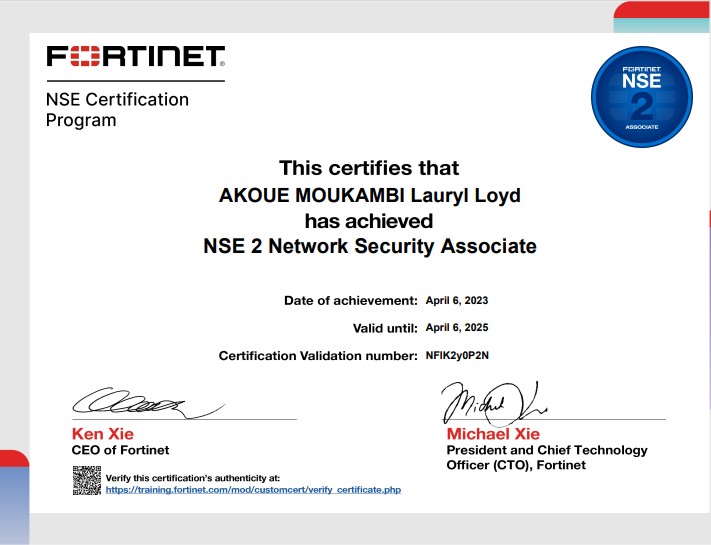 FORTINET®
NSE Certification
Program
FORTINET
NSE
2
ASSOCIATE
This certifies that
AKOUE MOUKAMBI Lauryl Loyd
has achieved
NSE 2 Network Security Associate
Date of achievement: April 6, 2023
Valid until: April 6, 2025
Certification Validation number: NFIK2y0P2N
Ken Xie
CEO of Fortinet
Michael Xie
President and Chief Technology
Officer (CTO), Fortinet
Verify this certification's authenticity at:
https://training.fortinet.com/mod/customcert/verify_certificate.php